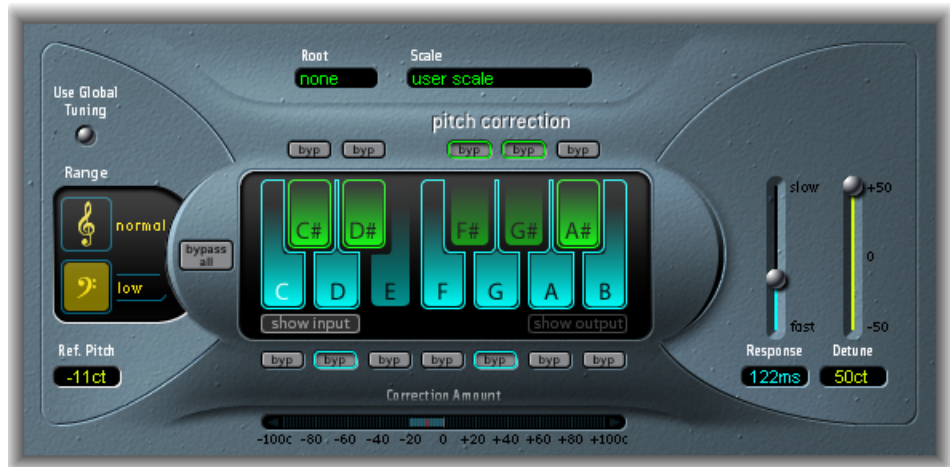 Root Scale
none user scale
Use Global
Tuning
pitch correction
byp byp byp byp byp
Range
normal
low
bypass
all
C# D# F# G# A#
C D E F G A B
show input show output
byp byp byp byp byp byp byp
Ref. Pitch
-11ct
slow
fast
+50
0
-50
Response Detune
122ms 50ct
Correction Amount
-100c -80 -60 -40 -20 0 +20 +40 +60 +80 +100c